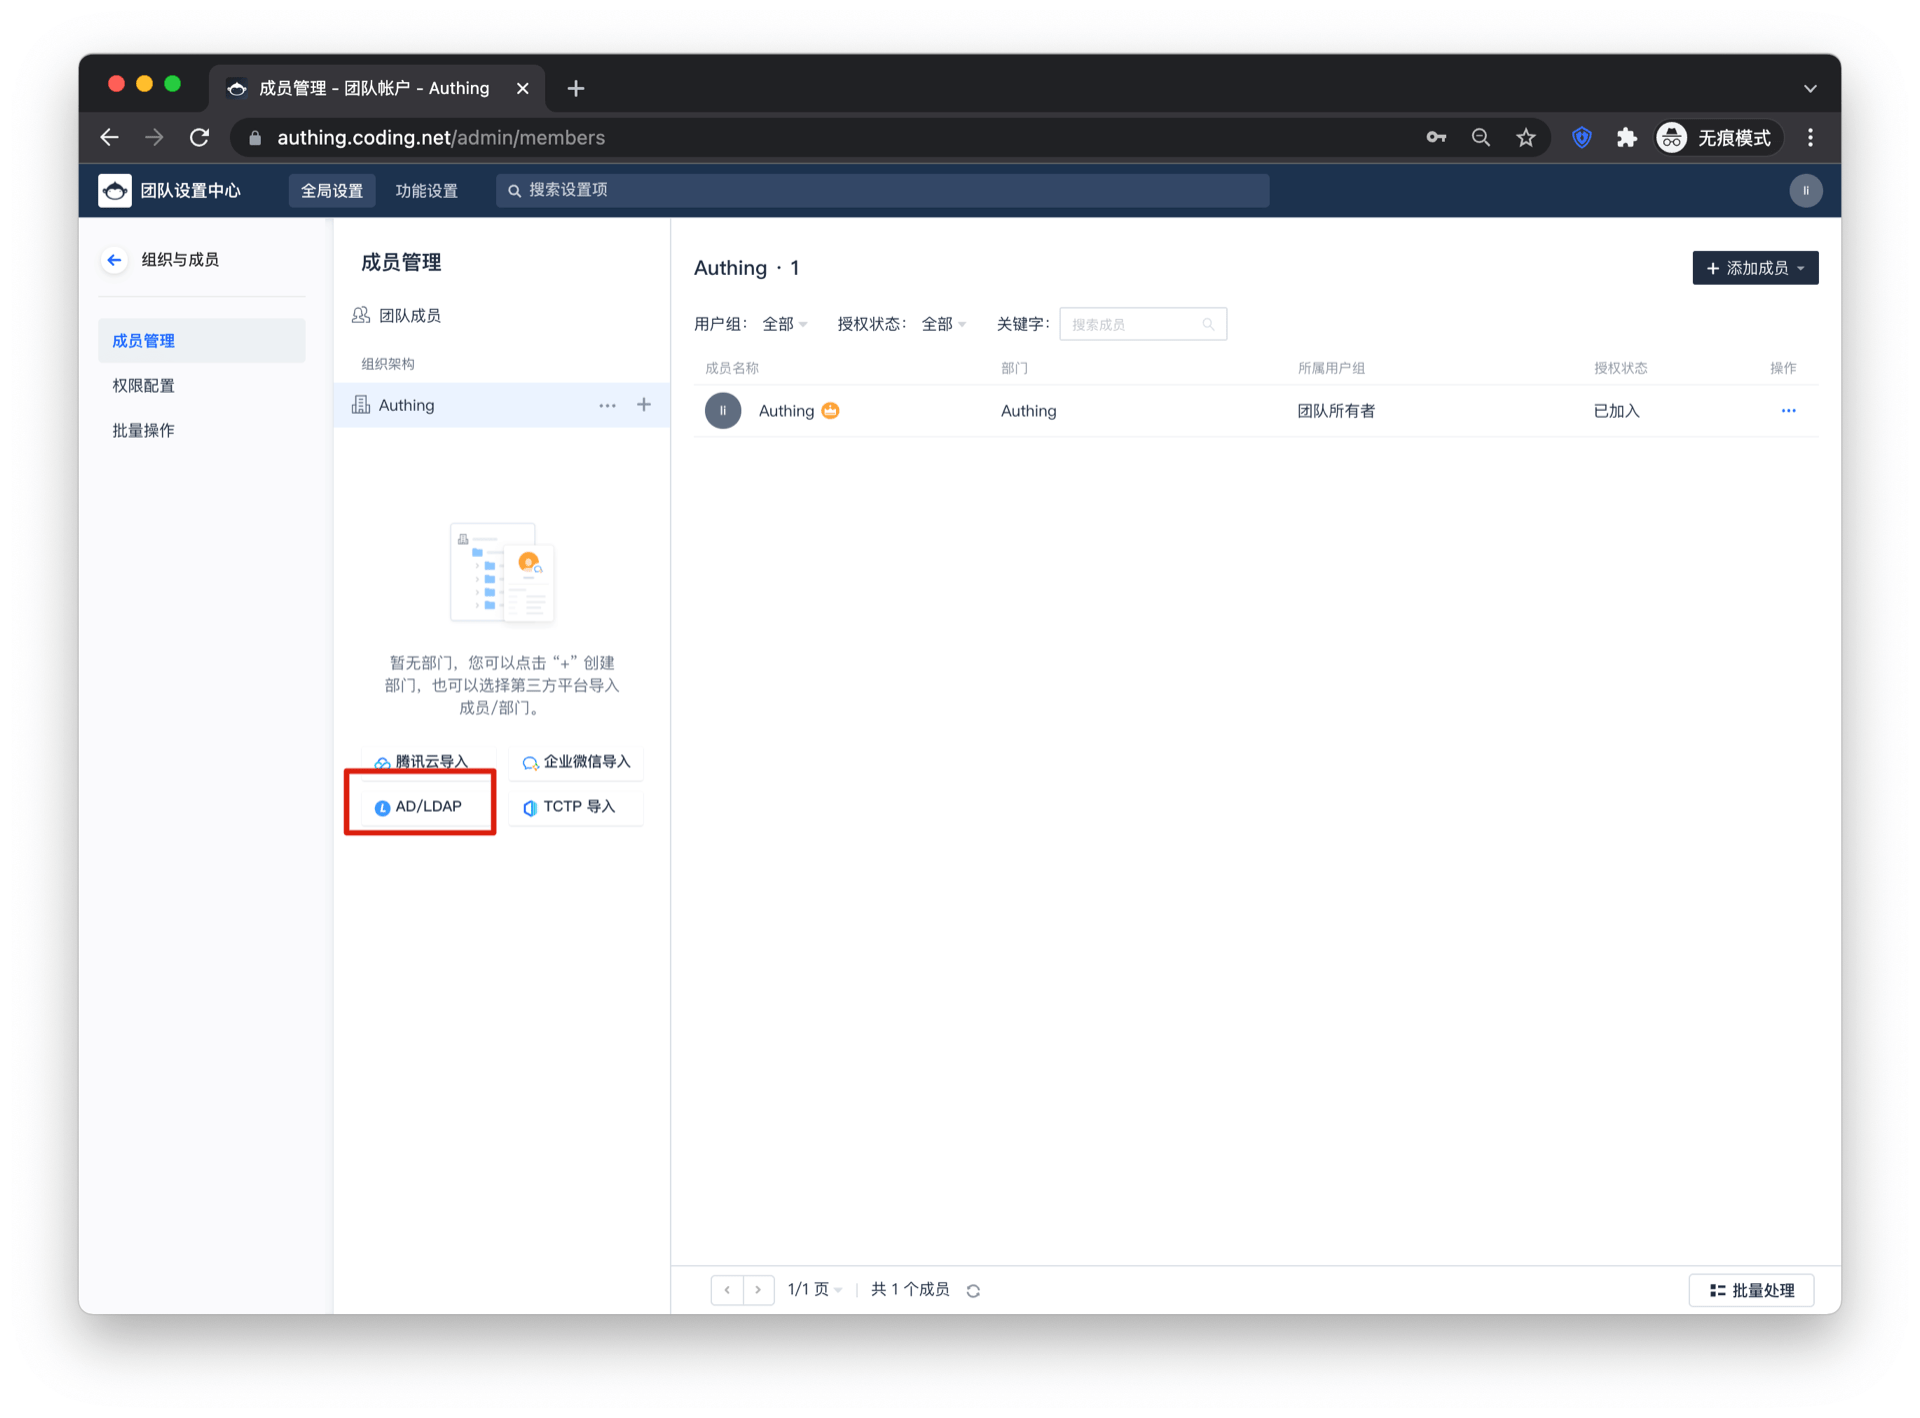 成员管理 - 团队帐户 - Authing
authing.coding.net/admin/members
无痕模式
团队设置中心
全局设置
功能设置
搜索设置项
li
组织与成员
成员管理
权限配置
批量操作
成员管理
团队成员
组织架构
Authing
暂无部门，您可以点击“+”创建
部门，也可以选择第三方平台导入
成员/部门。
腾讯云导入
企业微信导入
AD/LDAP
TCTP 导入
Authing · 1
添加成员
用户组： 全部 授权状态： 全部 关键字： 搜索成员
成员名称 部门 所属用户组 授权状态 操作
li Authing Authing 团队所有者 已加入
1/1 页 共 1 个成员
批量处理